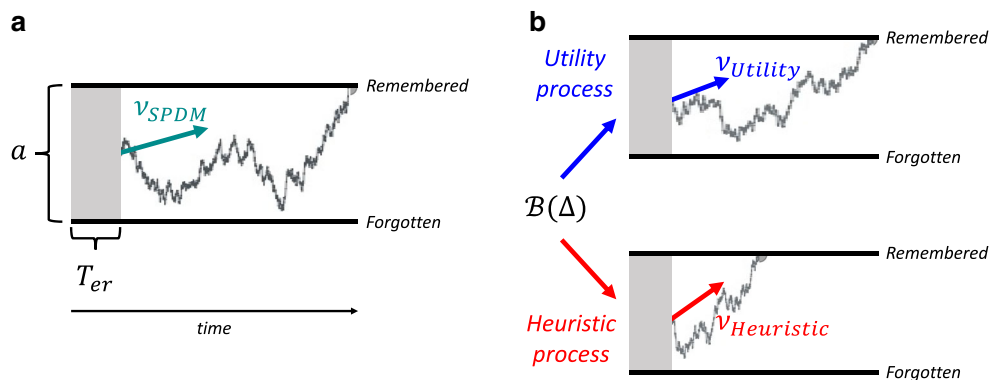 a
Remembered
ν_SPDM
a
Forgotten
T_er
time
b
Remembered
Utility
process
ν_Utility
Forgotten
ℬ(Δ)
Remembered
Heuristic
process
ν_Heuristic
Forgotten